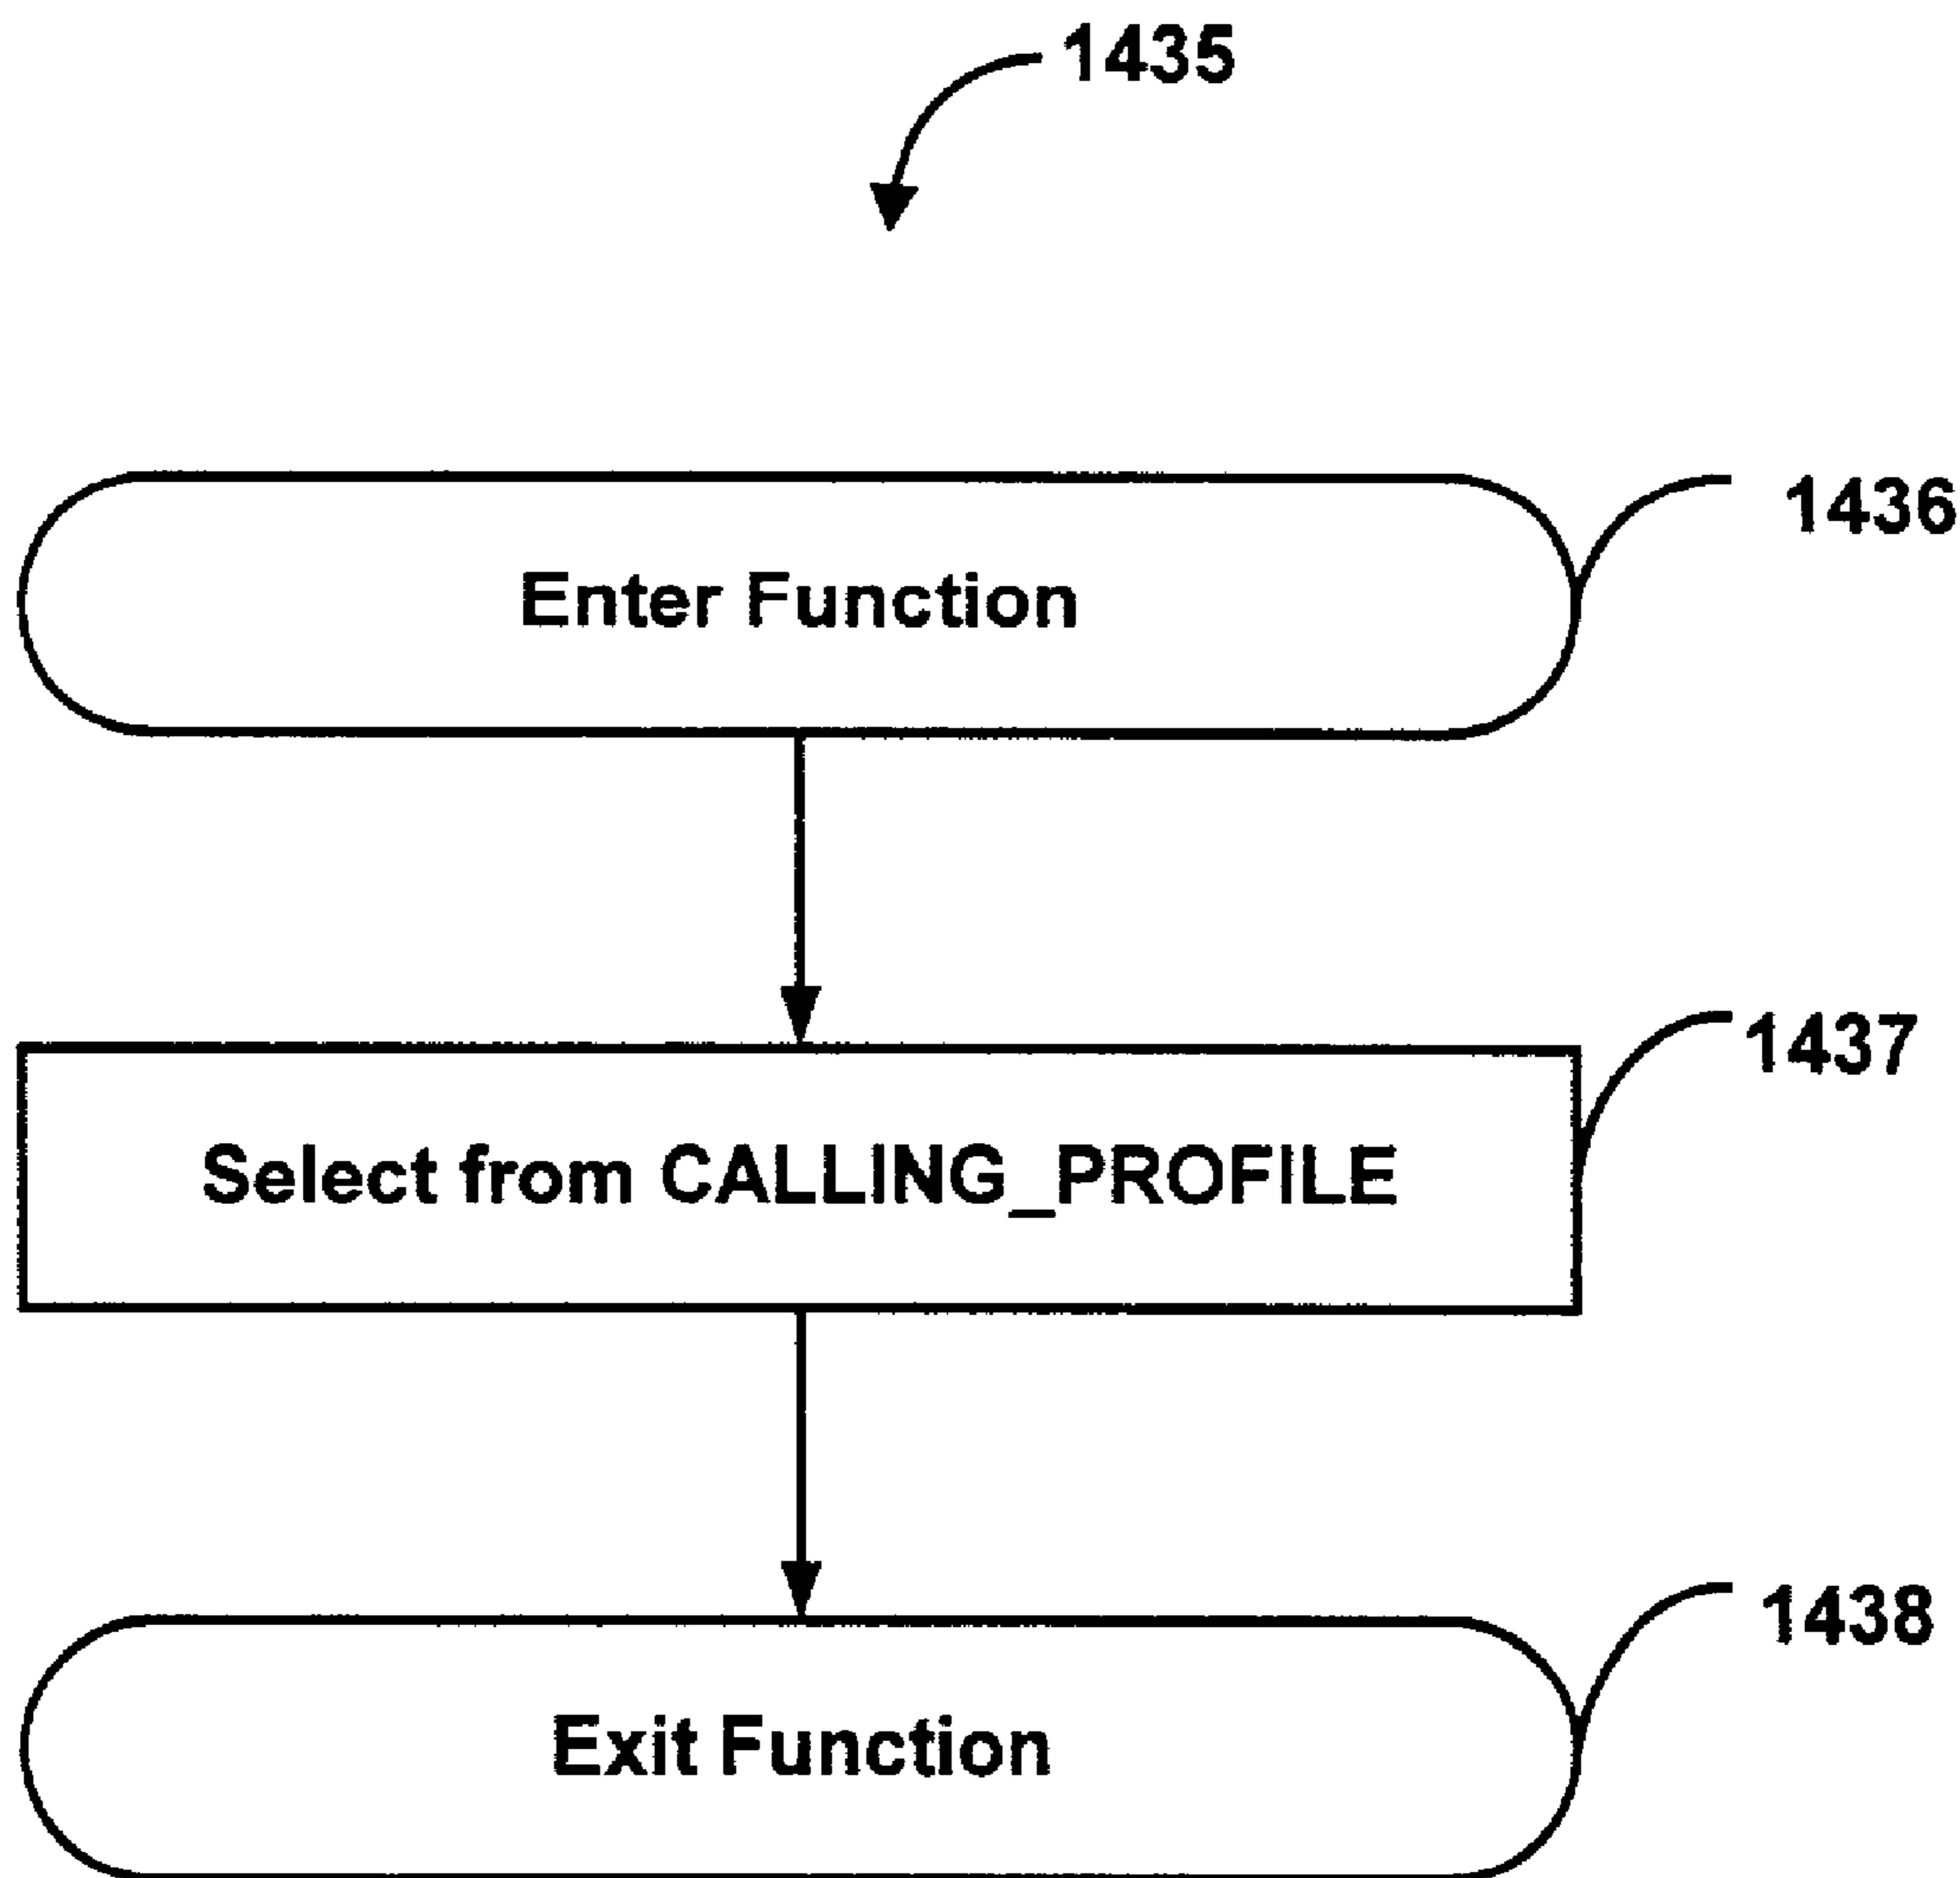 1435
1436
Enter Function
1437
Select from CALLING_PROFILE
1438
Exit Function